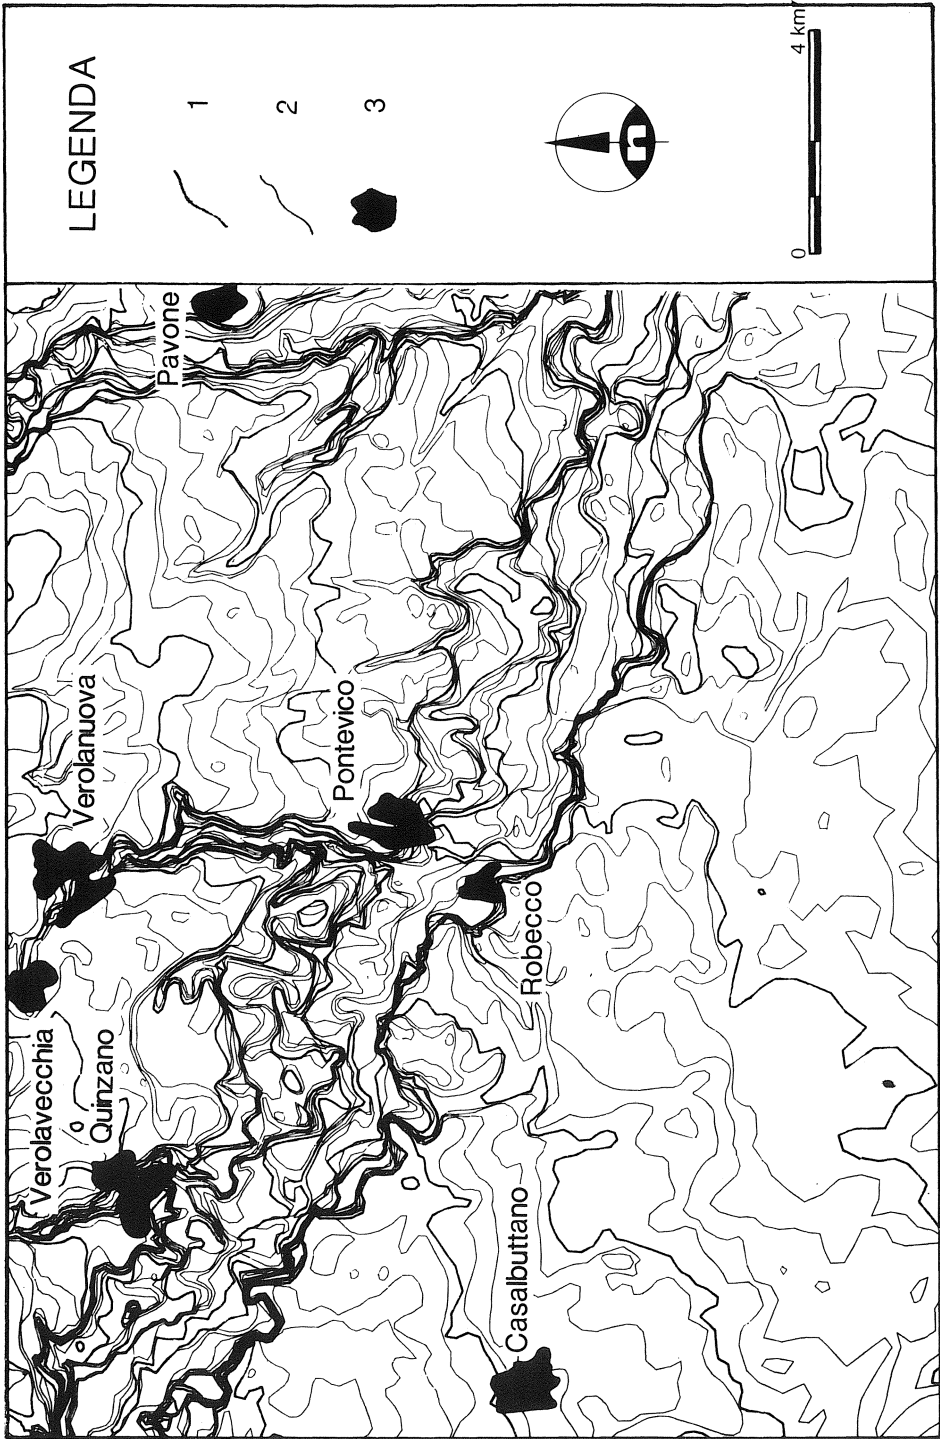 LEGENDA
1
2
3
n
0
4 km
Pavone
Verolanuova
Pontevico
Robecco
Verolavecchia
Quinzano
Casalbuttano